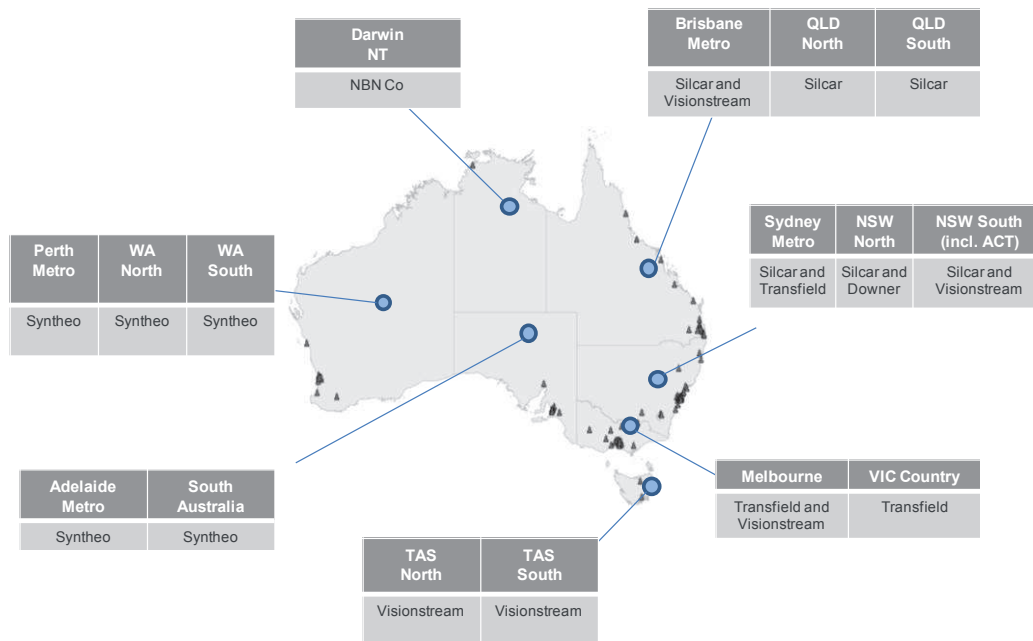 Darwin
NT
NBN Co
Brisbane
Metro
QLD
North
QLD
South
Silcar and
Visionstream
Silcar
Silcar
Perth
Metro
WA
North
WA
South
Syntheo
Syntheo
Syntheo
Sydney
Metro
NSW
North
NSW South
(incl. ACT)
Silcar and
Transfield
Silcar and
Downer
Silcar and
Visionstream
Adelaide
Metro
South
Australia
Syntheo
Syntheo
Melbourne
VIC Country
Transfield and
Visionstream
Transfield
TAS
North
TAS
South
Visionstream
Visionstream